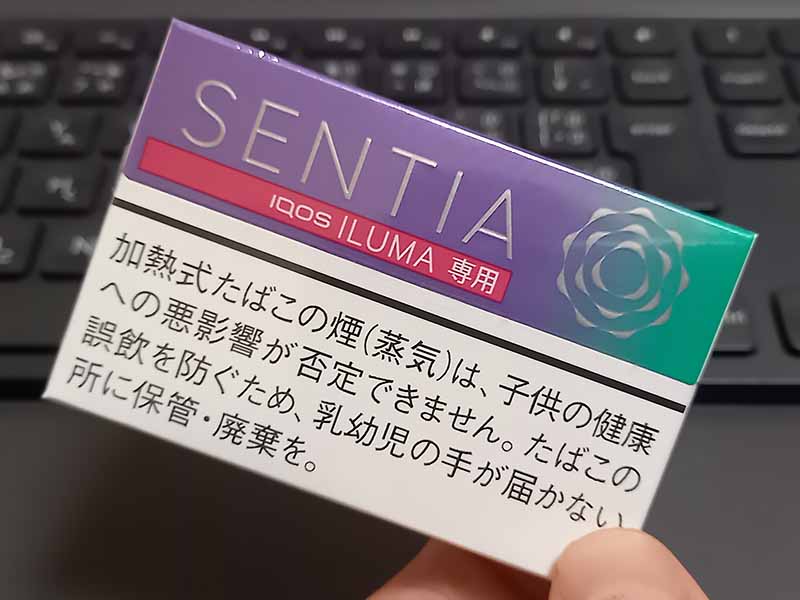 SENTIA
IQOS ILUMA 専用
加熱式たばこの煙(蒸気)は、子供の健康
への悪影響が否定できません。たばこの
誤飲を防ぐため、乳幼児の手が届かない
所に保管・廃棄を。